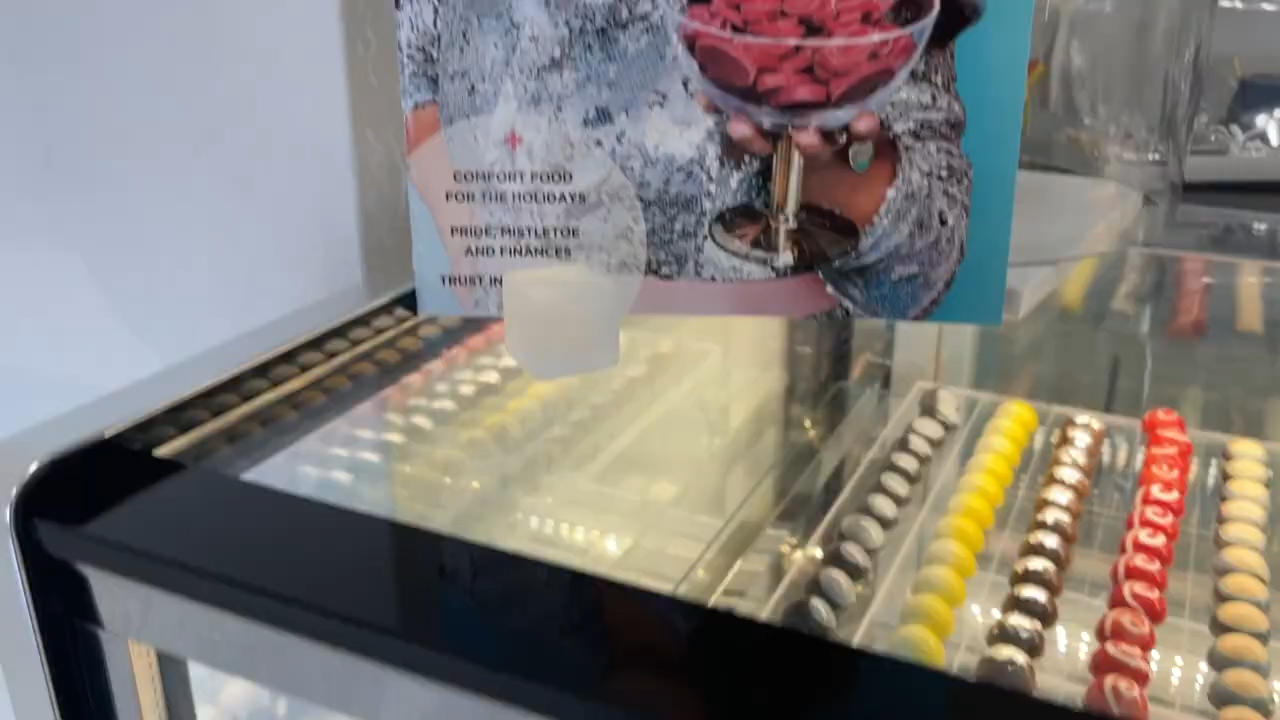 COMFORT FOOD
FOR THE HOLIDAYS
PRIDE, MISTLETOE
AND FINANCES
TRUST IN